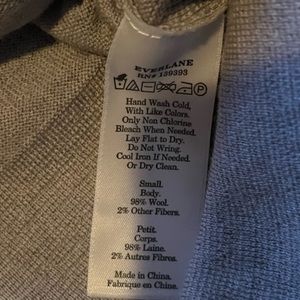 EVERLANE
RN# 139393
Hand Wash Cold,
With Like Colors.
Only Non Chlorine
Bleach When Needed.
Lay Flat to Dry.
Do Not Wring.
Cool Iron If Needed.
Or Dry Clean.
Small.
Body.
98% Wool.
2% Other Fibers.
Petit.
Corps.
98% Laine.
2% Autres Fibres.
Made in China.
Fabrique en Chine.